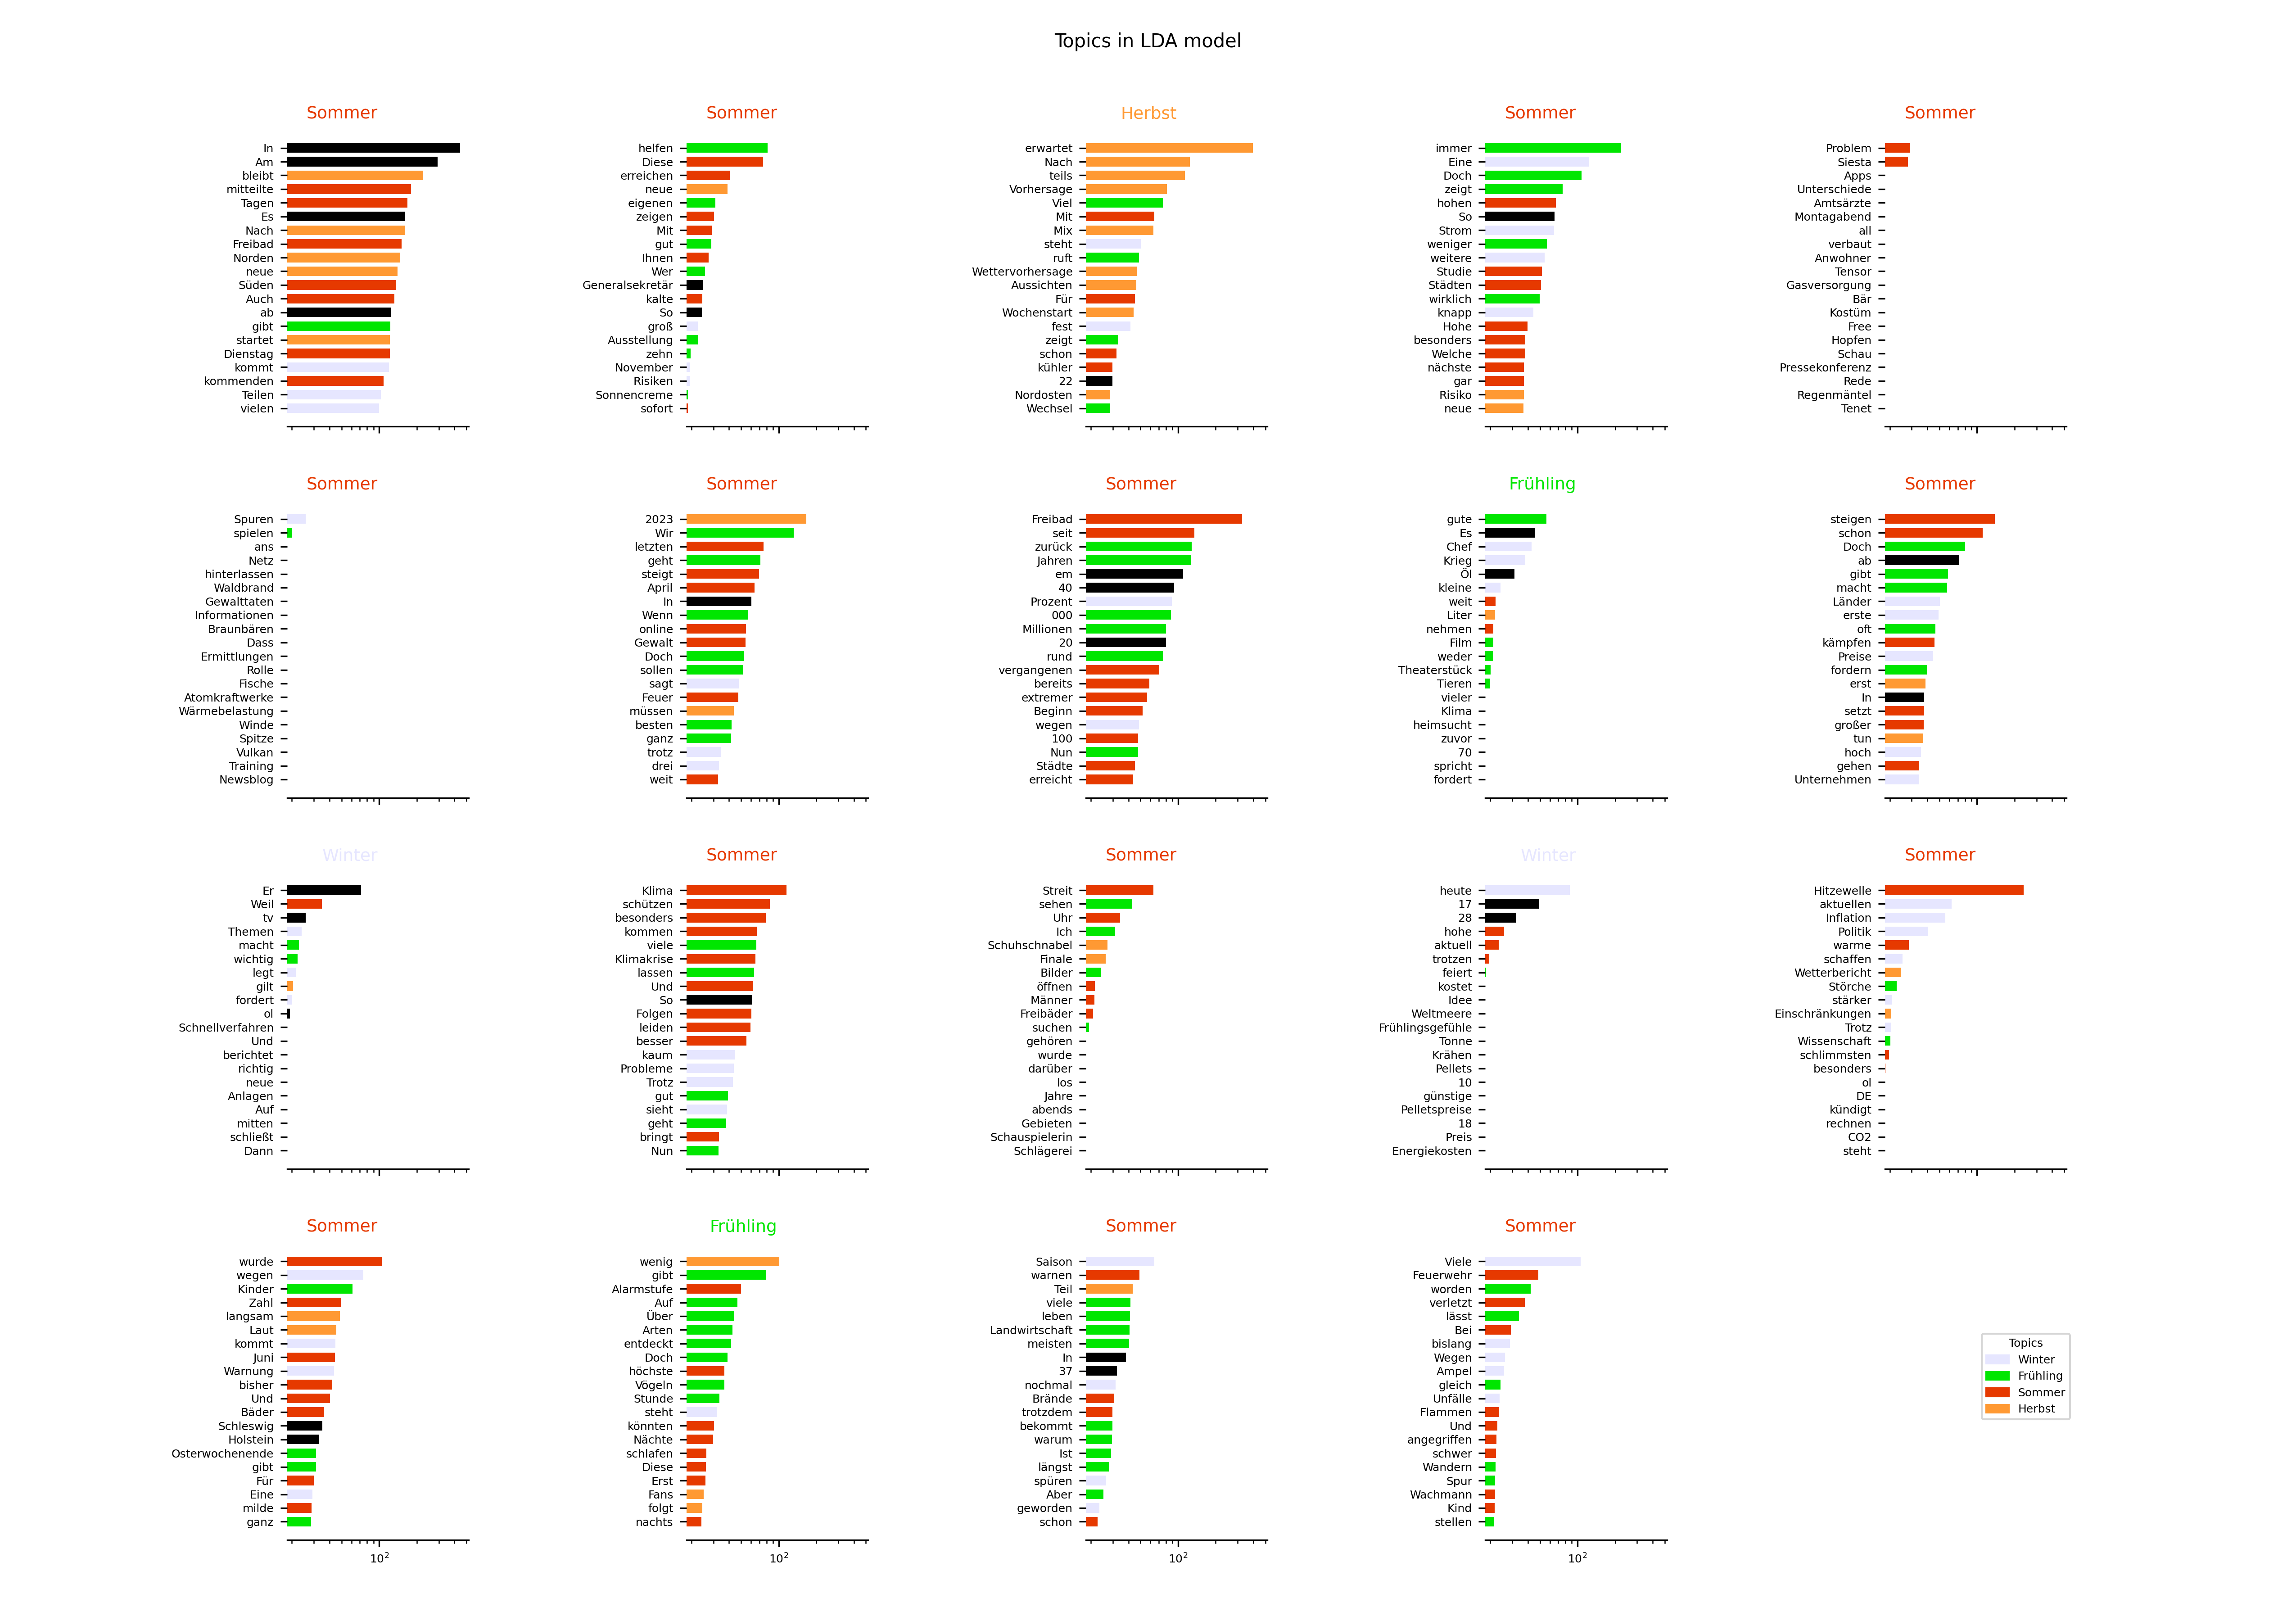 Topics in LDA model
Sommer
In
Am
bleibt
mitteilte
Tagen
Es
Nach
Freibad
Norden
neue
Süden
Auch
ab
gibt
startet
Dienstag
kommt
kommenden
Teilen
vielen
Sommer
helfen
Diese
erreichen
neue
eigenen
zeigen
Mit
gut
Ihnen
Wer
Generalsekretär
kalte
So
groß
Ausstellung
zehn
November
Risiken
Sonnencreme
sofort
Herbst
erwartet
Nach
teils
Vorhersage
Viel
Mit
Mix
steht
ruft
Wettervorhersage
Aussichten
Für
Wochenstart
fest
zeigt
schon
kühler
22
Nordosten
Wechsel
Sommer
immer
Eine
Doch
zeigt
hohen
So
Strom
weniger
weitere
Studie
Städten
wirklich
knapp
Hohe
besonders
Welche
nächste
gar
Risiko
neue
Sommer
Problem
Siesta
Apps
Unterschiede
Amtsärzte
Montagabend
all
verbaut
Anwohner
Tensor
Gasversorgung
Bär
Kostüm
Free
Hopfen
Schau
Pressekonferenz
Rede
Regenmäntel
Tenet
Sommer
Spuren
spielen
ans
Netz
hinterlassen
Waldbrand
Gewalttaten
Informationen
Braunbären
Dass
Ermittlungen
Rolle
Fische
Atomkraftwerke
Wärmebelastung
Winde
Spitze
Vulkan
Training
Newsblog
Sommer
2023
Wir
letzten
geht
steigt
April
In
Wenn
online
Gewalt
Doch
sollen
sagt
Feuer
müssen
besten
ganz
trotz
drei
weit
Sommer
Freibad
seit
zurück
Jahren
em
40
Prozent
000
Millionen
20
rund
vergangenen
bereits
extremer
Beginn
wegen
100
Nun
Städte
erreicht
Frühling
gute
Es
Chef
Krieg
Öl
kleine
weit
Liter
nehmen
Film
weder
Theaterstück
Tieren
vieler
Klima
heimsucht
zuvor
70
spricht
fordert
Sommer
steigen
schon
Doch
ab
gibt
macht
Länder
erste
oft
kämpfen
Preise
fordern
erst
In
setzt
großer
tun
hoch
gehen
Unternehmen
Winter
Er
Weil
tv
Themen
macht
wichtig
legt
gilt
fordert
ol
Schnellverfahren
Und
berichtet
richtig
neue
Anlagen
Auf
mitten
schließt
Dann
Sommer
Klima
schützen
besonders
kommen
viele
Klimakrise
lassen
Und
So
Folgen
leiden
besser
kaum
Probleme
Trotz
gut
sieht
geht
bringt
Nun
Sommer
Streit
sehen
Uhr
Ich
Schuhschnabel
Finale
Bilder
öffnen
Männer
Freibäder
suchen
gehören
wurde
darüber
los
Jahre
abends
Gebieten
Schauspielerin
Schlägerei
Winter
heute
17
28
hohe
aktuell
trotzen
feiert
kostet
Idee
Weltmeere
Frühlingsgefühle
Tonne
Krähen
Pellets
10
günstige
Pelletspreise
18
Preis
Energiekosten
Sommer
Hitzewelle
aktuellen
Inflation
Politik
warme
schaffen
Wetterbericht
Störche
stärker
Einschränkungen
Trotz
Wissenschaft
schlimmsten
besonders
ol
DE
kündigt
rechnen
CO2
steht
Sommer
wurde
wegen
Kinder
Zahl
langsam
Laut
kommt
Juni
Warnung
bisher
Und
Bäder
Schleswig
Holstein
Osterwochenende
gibt
Für
Eine
milde
ganz
10²
Frühling
wenig
gibt
Alarmstufe
Auf
Über
Arten
entdeckt
Doch
höchste
Vögeln
Stunde
steht
könnten
Nächte
schlafen
Diese
Erst
Fans
folgt
nachts
10²
Sommer
Saison
warnen
Teil
viele
leben
Landwirtschaft
meisten
In
37
nochmal
Brände
trotzdem
bekommt
warum
Ist
längst
spüren
Aber
geworden
schon
10²
Sommer
Viele
Feuerwehr
worden
verletzt
lässt
Bei
bislang
Wegen
Ampel
gleich
Unfälle
Flammen
Und
angegriffen
schwer
Wandern
Spur
Wachmann
Kind
stellen
10²
Topics
Winter
Frühling
Sommer
Herbst